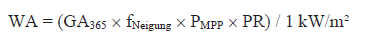 WA = (GA₃₆₅ × f_Neigung × P_MPP × PR) / 1 kW/m²